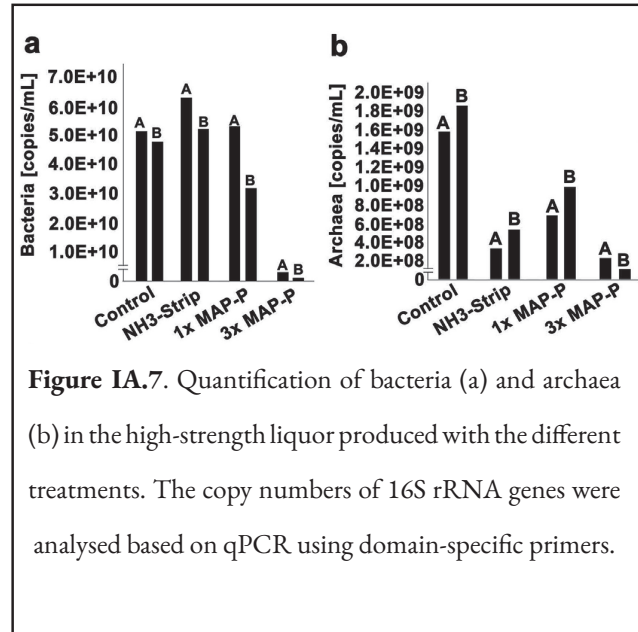 a
Bacteria [copies/mL]
7.0E+10
6.0E+10
5.0E+10
4.0E+10
3.0E+10
2.0E+10
1.0E+10
0
A
B
A
B
A
B
A
B
Control
NH3-Strip
1x MAP-P
3x MAP-P
b
Archaea [copies/mL]
2.0E+09
1.8E+09
1.6E+09
1.4E+09
1.2E+09
1.0E+09
8.0E+08
6.0E+08
4.0E+08
2.0E+08
0
A
B
A
B
A
B
A
B
Control
NH3-Strip
1x MAP-P
3x MAP-P
Figure IA.7. Quantification of bacteria (a) and archaea
(b) in the high-strength liquor produced with the different
treatments. The copy numbers of 16S rRNA genes were
analysed based on qPCR using domain-specific primers.